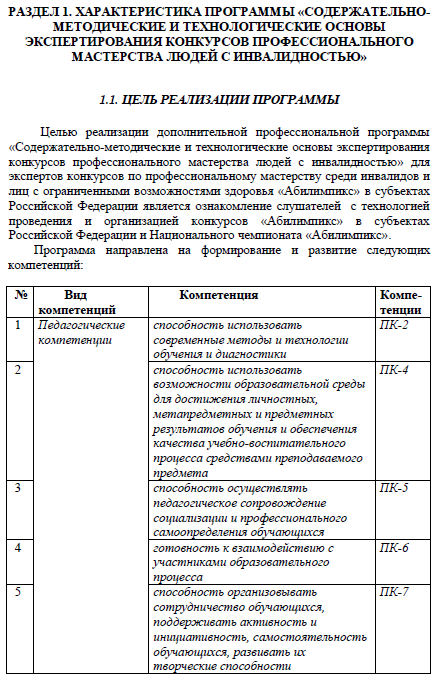 РАЗДЕЛ 1. ХАРАКТЕРИСТИКА ПРОГРАММЫ «СОДЕРЖАТЕЛЬНО-
МЕТОДИЧЕСКИЕ И ТЕХНОЛОГИЧЕСКИЕ ОСНОВЫ
ЭКСПЕРТИРОВАНИЯ КОНКУРСОВ ПРОФЕССИОНАЛЬНОГО
МАСТЕРСТВА ЛЮДЕЙ С ИНВАЛИДНОСТЬЮ»
1.1. ЦЕЛЬ РЕАЛИЗАЦИИ ПРОГРАММЫ
Целью реализации дополнительной профессиональной программы
«Содержательно-методические и технологические основы экспертирования
конкурсов профессионального мастерства людей с инвалидностью» для
экспертов конкурсов по профессиональному мастерству среди инвалидов и
лиц с ограниченными возможностями здоровья «Абилимпикс» в субъектах
Российской Федерации является ознакомление слушателей с технологией
проведения и организацией конкурсов «Абилимпикс» в субъектах
Российской Федерации и Национального чемпионата «Абилимпикс».
Программа направлена на формирование и развитие следующих
компетенций:
№ Вид Компетенция Компе-
компетенций тенции
1 Педагогические способность использовать ПК-2
компетенции современные методы и технологии
обучения и диагностики
2 способность использовать ПК-4
возможности образовательной среды
для достижения личностных,
метапредметных и предметных
результатов обучения и обеспечения
качества учебно-воспитательного
процесса средствами преподаваемого
предмета
3 способность осуществлять ПК-5
педагогическое сопровождение
социализации и профессионального
самоопределения обучающихся
4 готовность к взаимодействию с ПК-6
участниками образовательного
процесса
5 способность организовывать ПК-7
сотрудничество обучающихся,
поддерживать активность и
инициативность, самостоятельность
обучающихся, развивать их
творческие способности